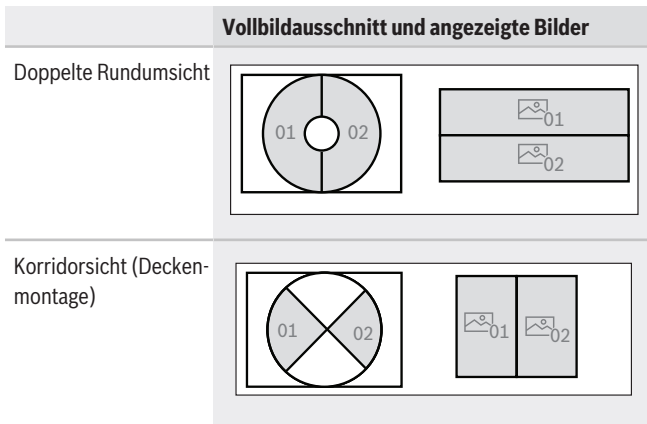 Vollbildausschnitt und angezeigte Bilder
Doppelte Rundumsicht
01 02
01
02
Korridorsicht (Decken-
montage)
01 02
01 02